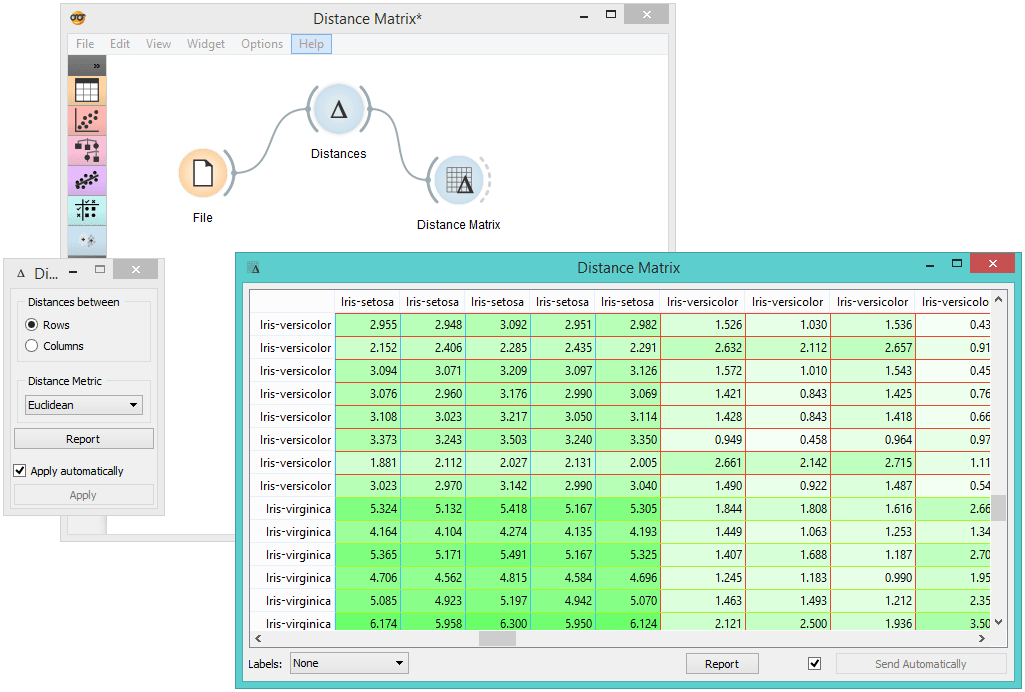 Distance Matrix*
File Edit View Widget Options Help
»
Δ
Distances
File
Δ
Distance Matrix
Δ Di...
Distances between
Rows
Columns
Distance Metric
Euclidean
Report
Apply automatically
Apply
Δ Distance Matrix
Iris-setosa Iris-setosa Iris-setosa Iris-setosa Iris-setosa Iris-versicolor Iris-versicolor Iris-versicolor Iris-versicolo
Iris-versicolor 2.955 2.948 3.092 2.951 2.982 1.526 1.030 1.536 0.43
Iris-versicolor 2.152 2.406 2.285 2.435 2.291 2.632 2.112 2.657 0.91
Iris-versicolor 3.094 3.071 3.209 3.097 3.126 1.572 1.010 1.543 0.45
Iris-versicolor 3.076 2.960 3.176 2.990 3.069 1.421 0.843 1.425 0.76
Iris-versicolor 3.108 3.023 3.217 3.050 3.114 1.428 0.843 1.418 0.66
Iris-versicolor 3.373 3.243 3.503 3.240 3.350 0.949 0.458 0.964 0.97
Iris-versicolor 1.881 2.112 2.027 2.131 2.005 2.661 2.142 2.715 1.11
Iris-versicolor 3.023 2.970 3.142 2.990 3.040 1.490 0.922 1.487 0.54
Iris-virginica 5.324 5.132 5.418 5.167 5.305 1.844 1.808 1.616 2.66
Iris-virginica 4.164 4.104 4.274 4.135 4.193 1.449 1.063 1.253 1.34
Iris-virginica 5.365 5.171 5.491 5.167 5.325 1.407 1.688 1.187 2.70
Iris-virginica 4.706 4.562 4.815 4.584 4.696 1.245 1.183 0.990 1.95
Iris-virginica 5.085 4.923 5.197 4.942 5.070 1.463 1.493 1.212 2.35
Iris-virginica 6.174 5.958 6.300 5.950 6.124 2.121 2.500 1.936 3.50
Labels: None Report Send Automatically